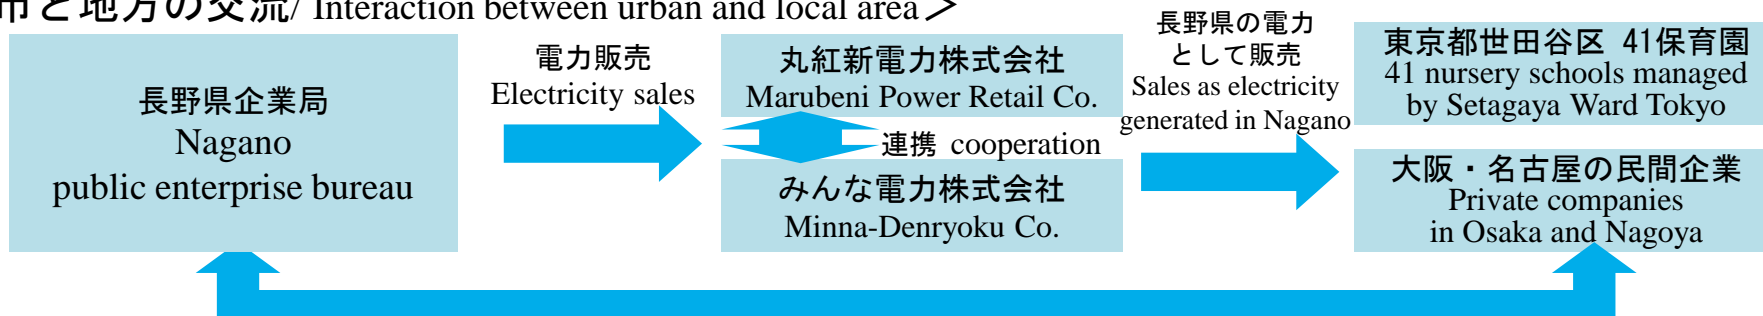 市と地方の交流/ Interaction between urban and local area＞
長野県企業局
Nagano
public enterprise bureau
電力販売
Electricity sales
丸紅新電力株式会社
Marubeni Power Retail Co.
連携 cooperation
みんな電力株式会社
Minna-Denryoku Co.
長野県の電力
として販売
Sales as electricity
generated in Nagano
東京都世田谷区 41保育園
41 nursery schools managed
by Setagaya Ward Tokyo
大阪・名古屋の民間企業
Private companies
in Osaka and Nagoya